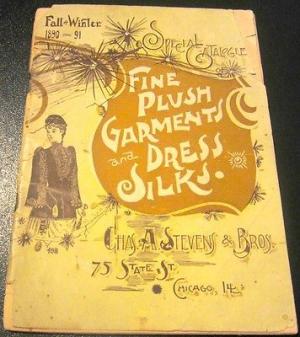 Fall & Winter
1890 and 91
Special Catalogue
Fine
Plush
Garments
and Dress
Silks.
Chas. A. Stevens & Bros.
75 State St.
Chicago, Ill.